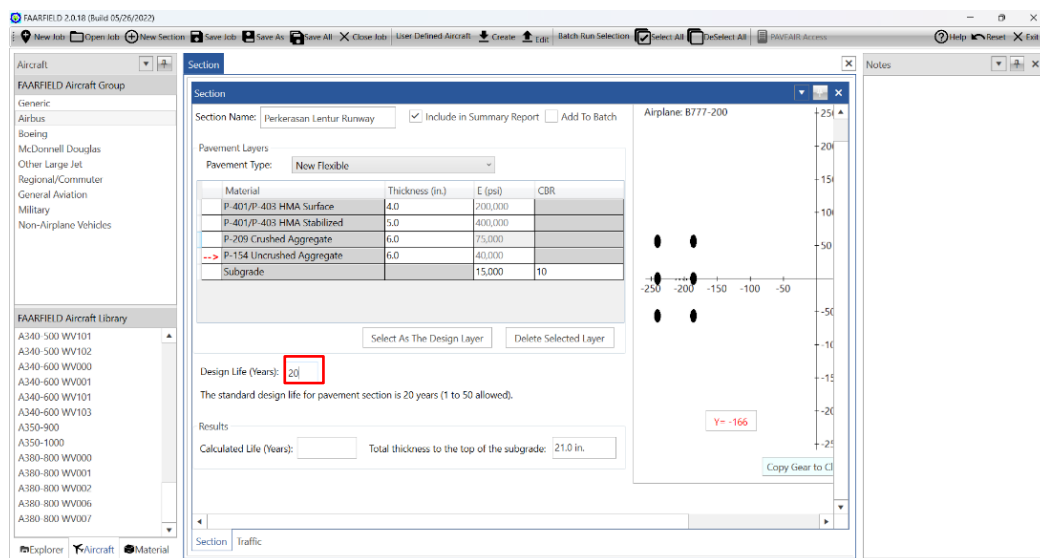 FAARFIELD 2.0.18 (Build 05/26/2022)
New Job Open Job New Section Save Job Save As Save All Close Job User Defined Aircraft Create Edit Batch Run Selection Select All DeSelect All PAVEAIR Access Help Reset Exit
Aircraft
FAARFIELD Aircraft Group
Generic
Airbus
Boeing
McDonnell Douglas
Other Large Jet
Regional/Commuter
General Aviation
Military
Non-Airplane Vehicles
FAARFIELD Aircraft Library
A340-500 WV101
A340-500 WV102
A340-600 WV000
A340-600 WV001
A340-600 WV101
A340-600 WV103
A350-900
A350-1000
A380-800 WV000
A380-800 WV001
A380-800 WV002
A380-800 WV006
A380-800 WV007
Explorer Aircraft Material
Section
Section
Section Name: Perkerasan Lentur Runway Include in Summary Report Add To Batch
Pavement Layers
Pavement Type: New Flexible
Material Thickness (in.) E (psi) CBR
P-401/P-403 HMA Surface 4.0 200,000
P-401/P-403 HMA Stabilized 5.0 400,000
P-209 Crushed Aggregate 6.0 75,000
--> P-154 Uncrushed Aggregate 6.0 40,000
Subgrade 15,000 10
Select As The Design Layer Delete Selected Layer
Design Life (Years): 20
The standard design life for pavement section is 20 years (1 to 50 allowed).
Results
Calculated Life (Years): Total thickness to the top of the subgrade: 21.0 in.
Airplane: B777-200
-250 -200 -150 -100 -50
50
Y= -166
Copy Gear to Cl
Section Traffic
Notes